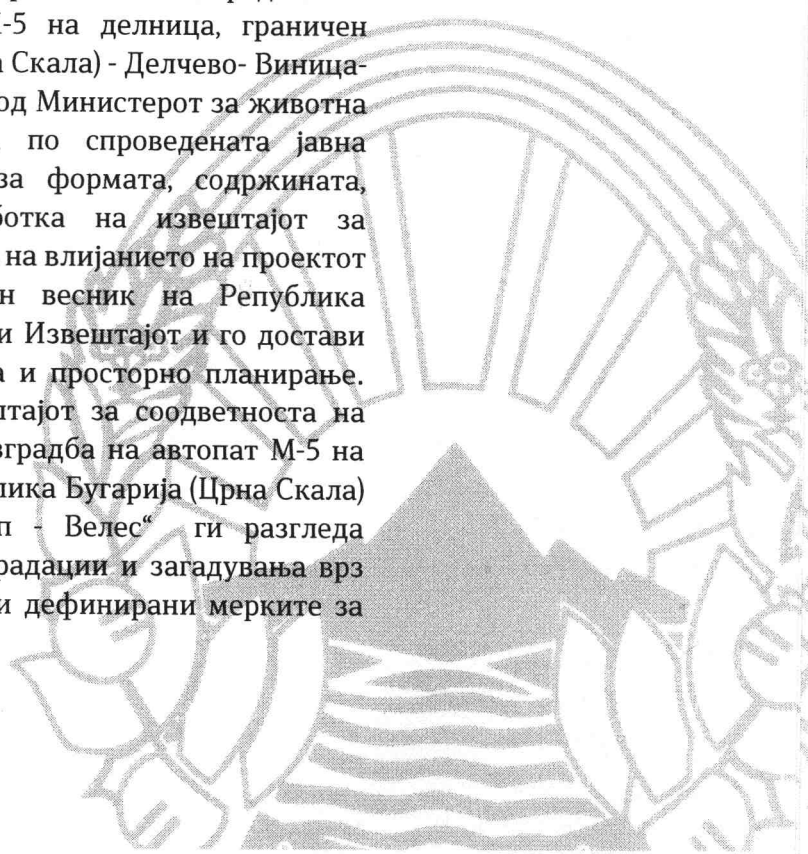 -5 на делница, граничен
Скала) - Делчево- Виница-
од Министерот за животна
по спроведената јавна
за формата, содржината,
ботка на извештајот за
на влијанието на проектот
н весник на Република
и Извештајот и го достави
а и просторно планирање.
штајот за соодветноста на
зградба на автопат М-5 на
лика Бугарија (Црна Скала)
п - Велес“ ги разгледа
радации и загадувања врз
и дефинирани мерките за